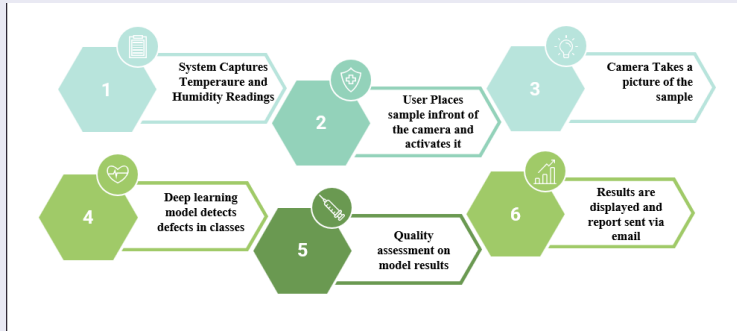 1
System Captures
Temperaure and
Humidity Readings
2
User Places
sample infront of
the camera and
activates it
3
Camera Takes a
picture of the
sample
4
Deep learning
model detects
defects in classes
5
Quality
assessment on
model results
6
Results are
displayed and
report sent via
email